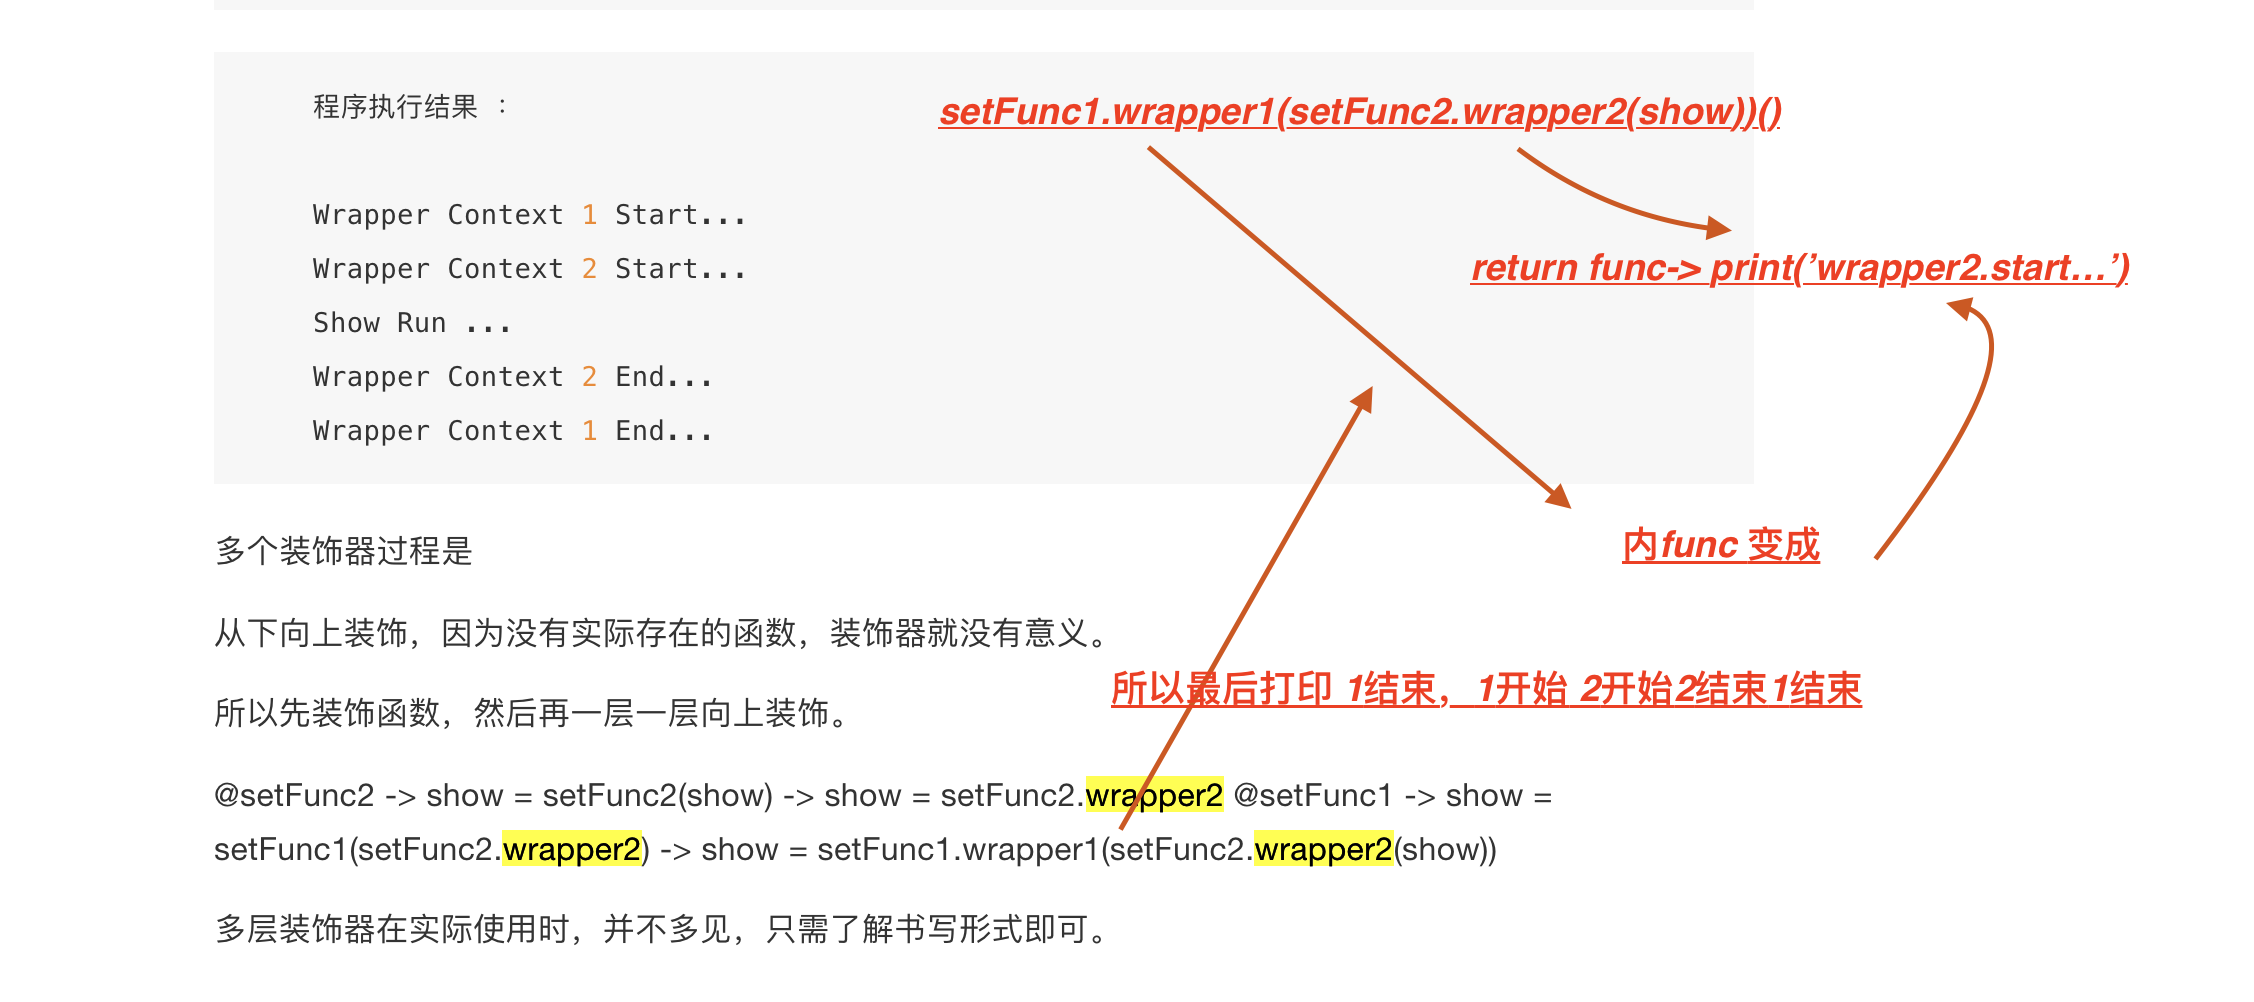 程序执行结果 ：
setFunc1.wrapper1(setFunc2.wrapper2(show))()
Wrapper Context 1 Start...
Wrapper Context 2 Start...
return func-> print(’wrapper2.start...’)
Show Run ...
Wrapper Context 2 End...
Wrapper Context 1 End...
多个装饰器过程是
内func 变成
从下向上装饰，因为没有实际存在的函数，装饰器就没有意义。
所以最后打印 1结束，1开始 2开始2结束1结束
所以先装饰函数，然后再一层一层向上装饰。
@setFunc2 -> show = setFunc2(show) -> show = setFunc2.wrapper2 @setFunc1 -> show =
setFunc1(setFunc2.wrapper2) -> show = setFunc1.wrapper1(setFunc2.wrapper2(show))
多层装饰器在实际使用时，并不多见，只需了解书写形式即可。